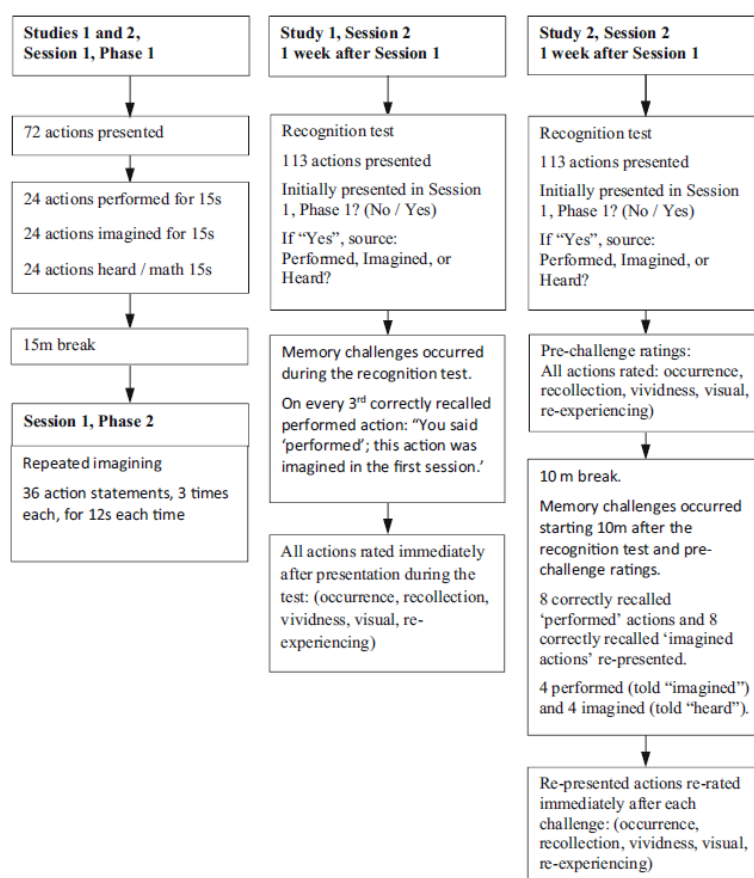 Studies 1 and 2,
Session 1, Phase 1
72 actions presented
24 actions performed for 15s
24 actions imagined for 15s
24 actions heard / math 15s
15m break
Session 1, Phase 2
Repeated imagining
36 action statements, 3 times
each, for 12s each time
Study 1, Session 2
1 week after Session 1
Recognition test
113 actions presented
Initially presented in Session
1, Phase 1? (No / Yes)
If “Yes”, source:
Performed, Imagined, or
Heard?
Memory challenges occurred
during the recognition test.
On every 3rd correctly recalled
performed action: “You said
‘performed’; this action was
imagined in the first session.’
All actions rated immediately
after presentation during the
test: (occurrence, recollection,
vividness, visual, re-
experiencing)
Study 2, Session 2
1 week after Session 1
Recognition test
113 actions presented
Initially presented in Session
1, Phase 1? (No / Yes)
If “Yes”, source:
Performed, Imagined, or
Heard?
Pre-challenge ratings:
All actions rated: occurrence,
recollection, vividness, visual,
re-experiencing)
10 m break.
Memory challenges occurred
starting 10m after the
recognition test and pre-
challenge ratings.
8 correctly recalled
‘performed’ actions and 8
correctly recalled ‘imagined
actions’ re-presented.
4 performed (told “imagined”)
and 4 imagined (told “heard”).
Re-presented actions re-rated
immediately after each
challenge: (occurrence,
recollection, vividness, visual,
re-experiencing)